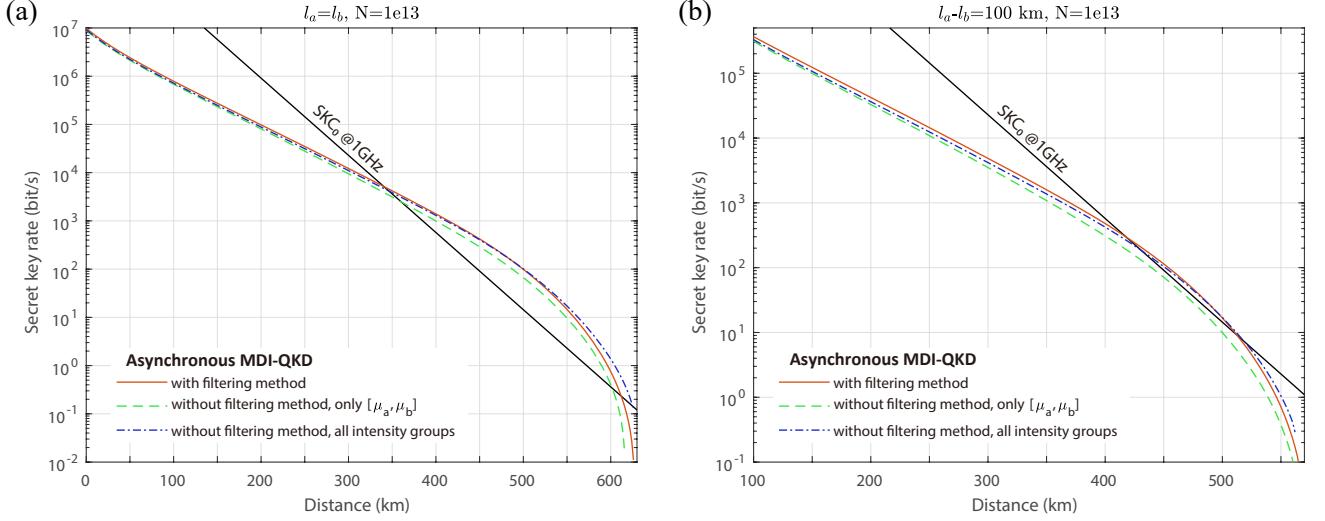 (a)
l_a=l_b, N=1e13
10^7
10^6
10^5
10^4
10^3
10^2
10^1
10^0
10^-1
10^-2
Secret key rate (bit/s)
SKC₀ @1GHz
Asynchronous MDI-QKD
with filtering method
without filtering method, only [μ_a, μ_b]
without filtering method, all intensity groups
0 100 200 300 400 500 600
Distance (km)
(b)
l_a-l_b=100 km, N=1e13
10^5
10^4
10^3
10^2
10^1
10^0
10^-1
Secret key rate (bit/s)
SKC₀ @1GHz
Asynchronous MDI-QKD
with filtering method
without filtering method, only [μ_a, μ_b]
without filtering method, all intensity groups
100 200 300 400 500
Distance (km)